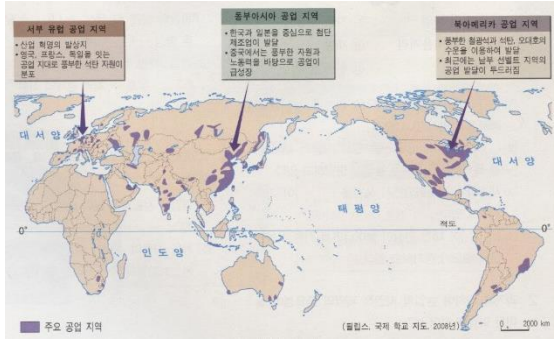 서부 유럽 공업 지역
• 산업 혁명의 발상지
• 영국, 프랑스, 독일을 잇는
공업 지대로 풍부한 석탄 자원이
분포
동부아시아 공업 지역
• 한국과 일본을 중심으로 첨단
제조업이 발달
• 중국에서는 풍부한 자원과
노동력을 바탕으로 공업이
급성장
북아메리카 공업 지역
• 풍부한 철광석과 석탄, 오대호의
수운을 이용하여 발달
• 최근에는 남부 선벨트 지역의
공업 발달이 두드러짐
대서양
대서양
태평양
적도
0°
0°
인도양
주요 공업 지역
(필립스, 국제 학교 지도, 2008년)
0 2000 km